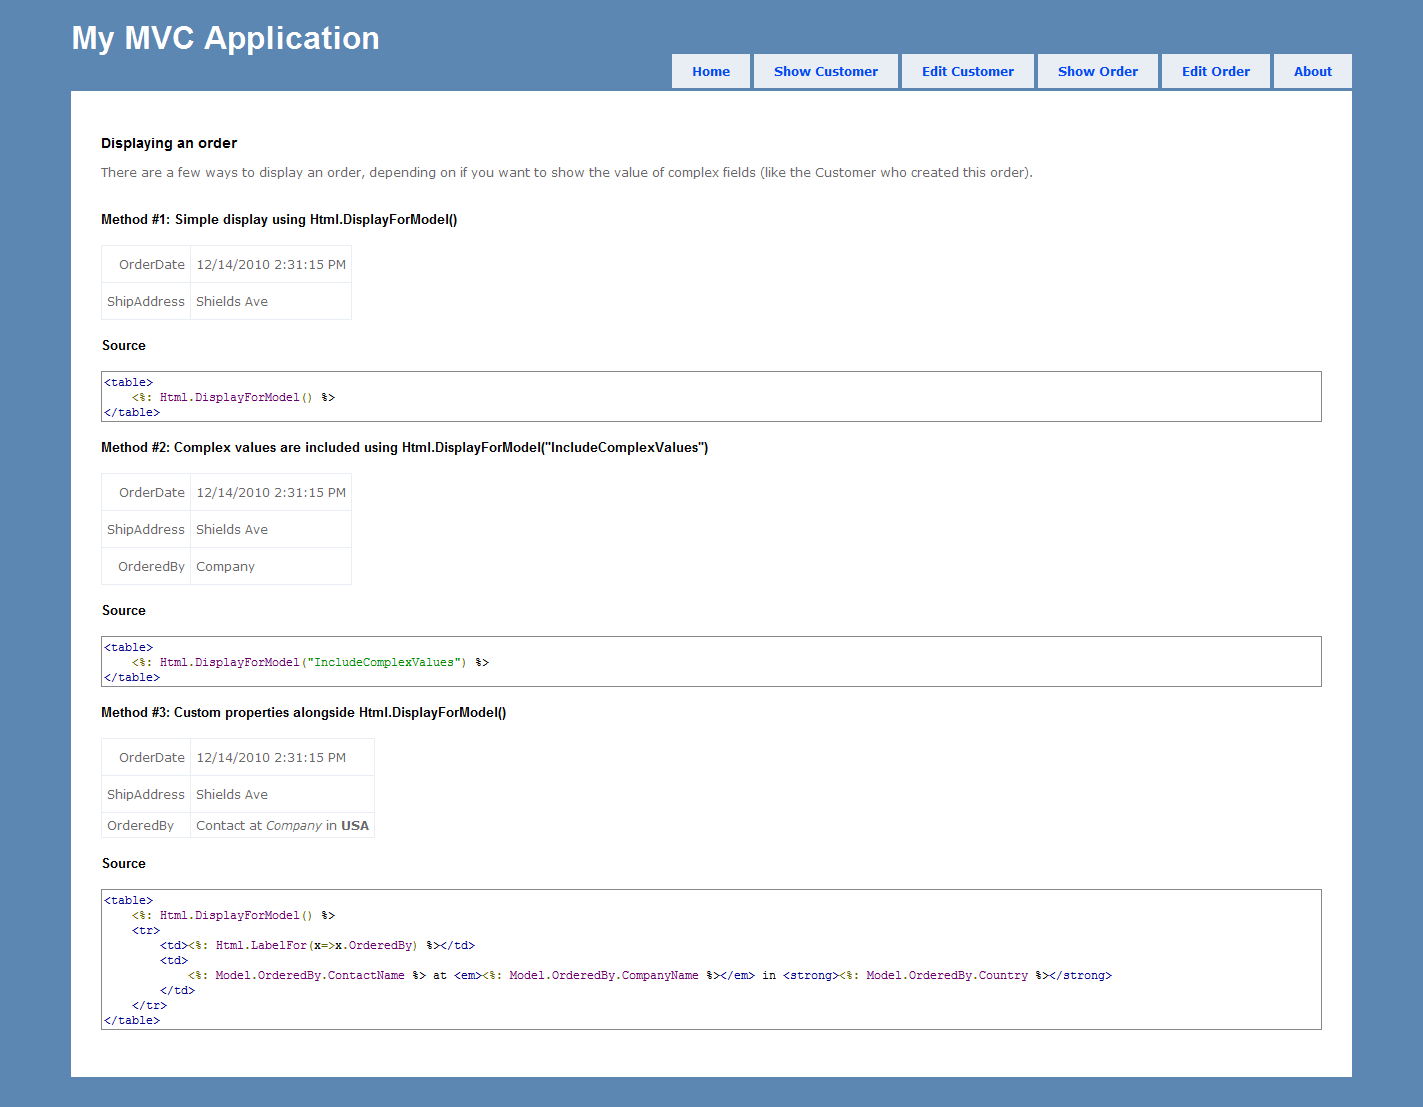 My MVC Application
Home Show Customer Edit Customer Show Order Edit Order About
Displaying an order
There are a few ways to display an order, depending on if you want to show the value of complex fields (like the Customer who created this order).
Method #1: Simple display using Html.DisplayForModel()
OrderDate 12/14/2010 2:31:15 PM
ShipAddress Shields Ave
Source
<table>
    <%: Html.DisplayForModel() %>
</table>
Method #2: Complex values are included using Html.DisplayForModel("IncludeComplexValues")
OrderDate 12/14/2010 2:31:15 PM
ShipAddress Shields Ave
OrderedBy Company
Source
<table>
    <%: Html.DisplayForModel("IncludeComplexValues") %>
</table>
Method #3: Custom properties alongside Html.DisplayForModel()
OrderDate 12/14/2010 2:31:15 PM
ShipAddress Shields Ave
OrderedBy Contact at Company in USA
Source
<table>
    <%: Html.DisplayForModel() %>
    <tr>
        <td><%: Html.LabelFor(x=>x.OrderedBy) %></td>
        <td>
            <%: Model.OrderedBy.ContactName %> at <em><%: Model.OrderedBy.CompanyName %></em> in <strong><%: Model.OrderedBy.Country %></strong>
        </td>
    </tr>
</table>